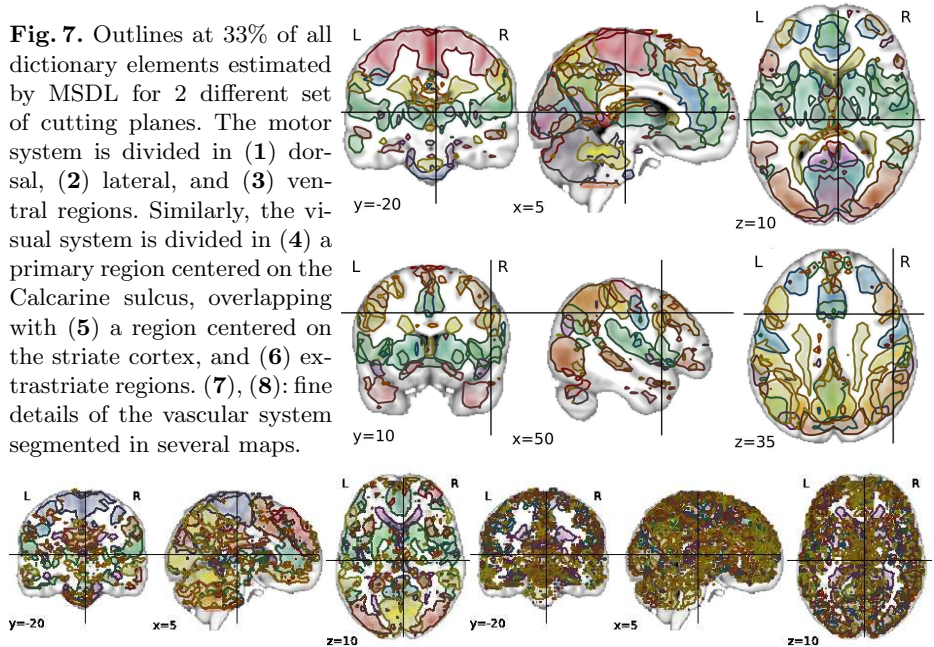 Fig. 7. Outlines at 33% of all
dictionary elements estimated
by MSDL for 2 different set
of cutting planes. The motor
system is divided in (1) dor-
sal, (2) lateral, and (3) ven-
tral regions. Similarly, the vi-
sual system is divided in (4) a
primary region centered on the
Calcarine sulcus, overlapping
with (5) a region centered on
the striate cortex, and (6) ex-
trastriate regions. (7), (8): fine
details of the vascular system
segmented in several maps.
L R L R
y=-20 x=5 z=10
L R L R
y=10 x=50 z=35
L R L R L R L R
y=-20 x=5 z=10 y=-20 x=5 z=10